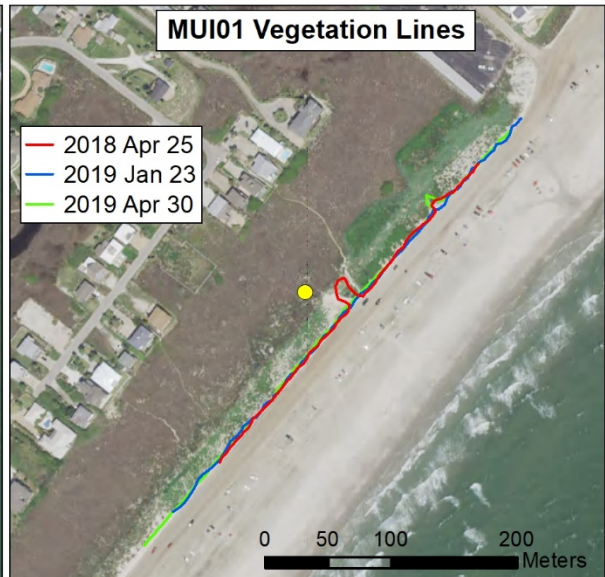 MUI01 Vegetation Lines
2018 Apr 25
2019 Jan 23
2019 Apr 30
0 50 100 200
Meters